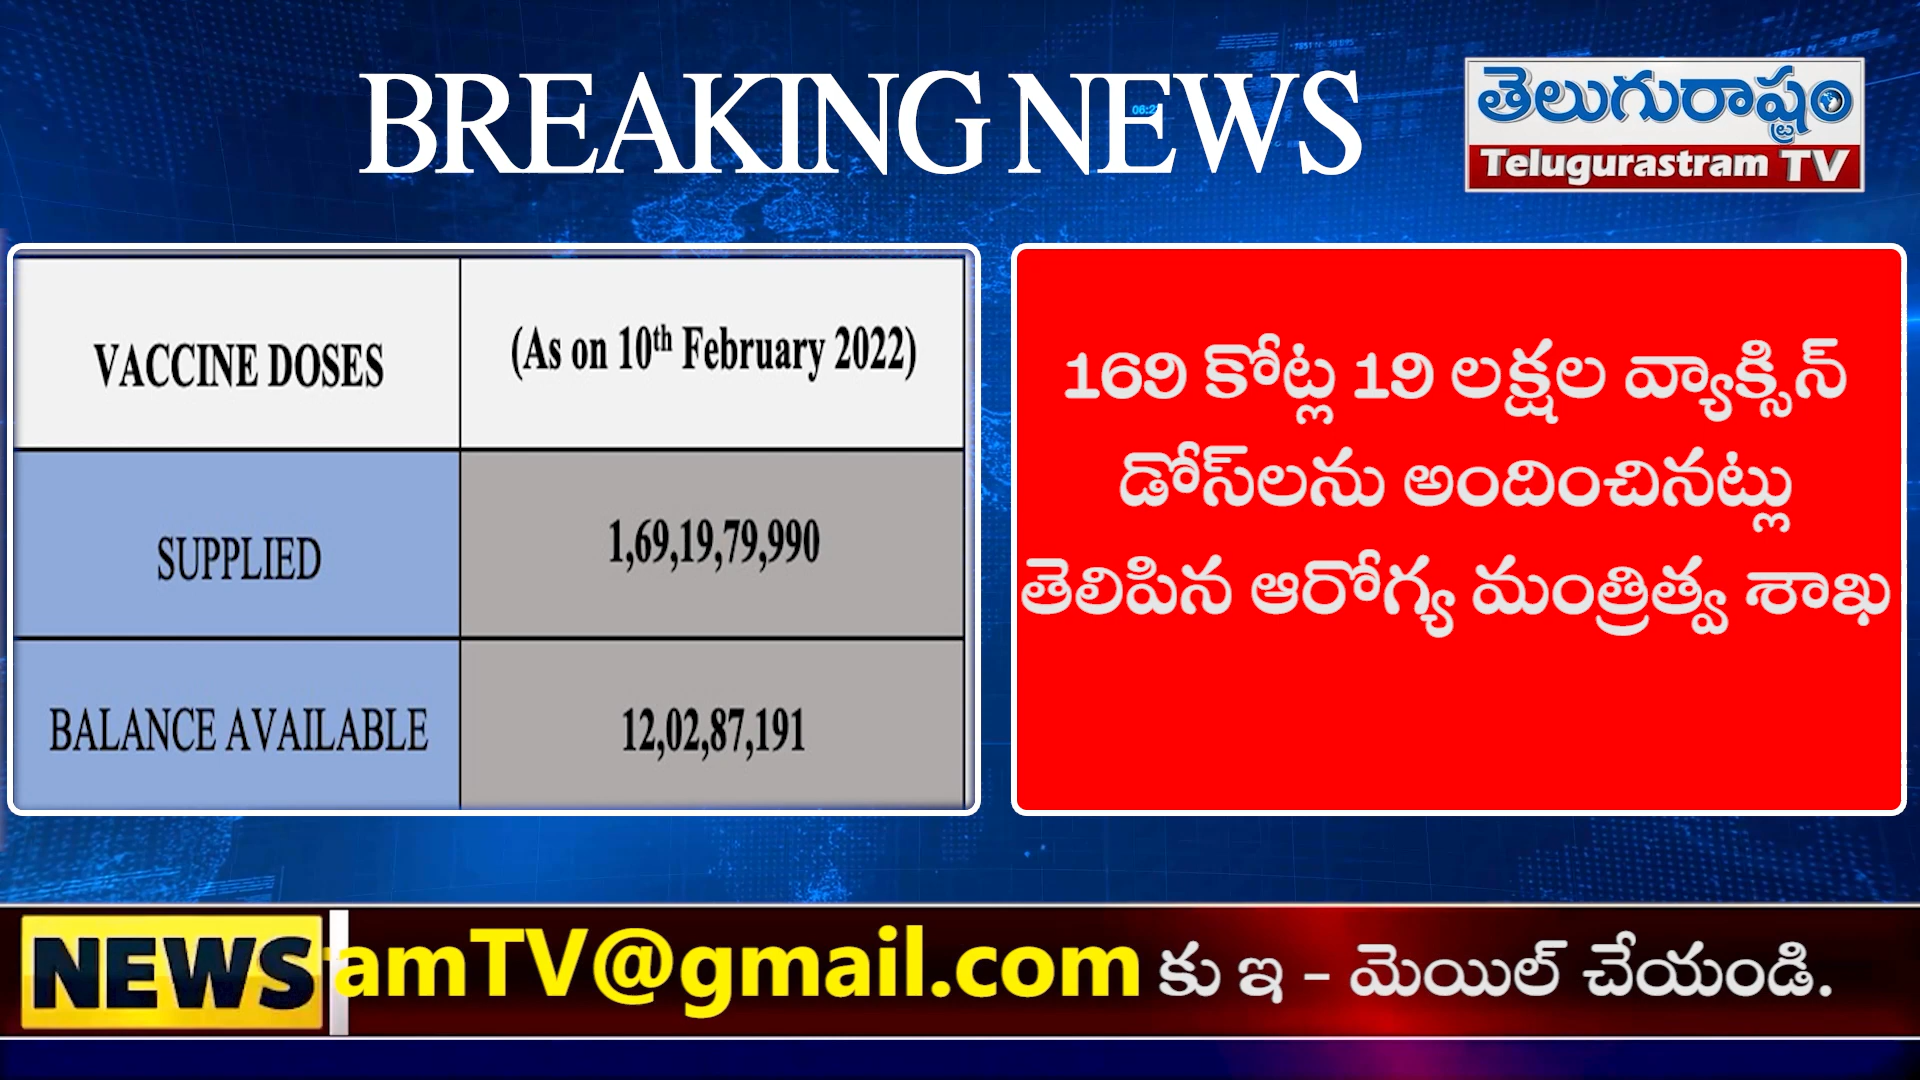 BREAKING NEWS
తెలుగురాష్ట్రం
Telugurastram TV
VACCINE DOSES
(As on 10th February 2022)
SUPPLIED
1,69,19,79,990
BALANCE AVAILABLE
12,02,87,191
169 కోట్ల 19 లక్షల వ్యాక్సిన్
డోస్‌లను అందించినట్లు
తెలిపిన ఆరోగ్య మంత్రిత్వ శాఖ
NEWS
amTV@gmail.com కు ఇ - మెయిల్ చేయండి.